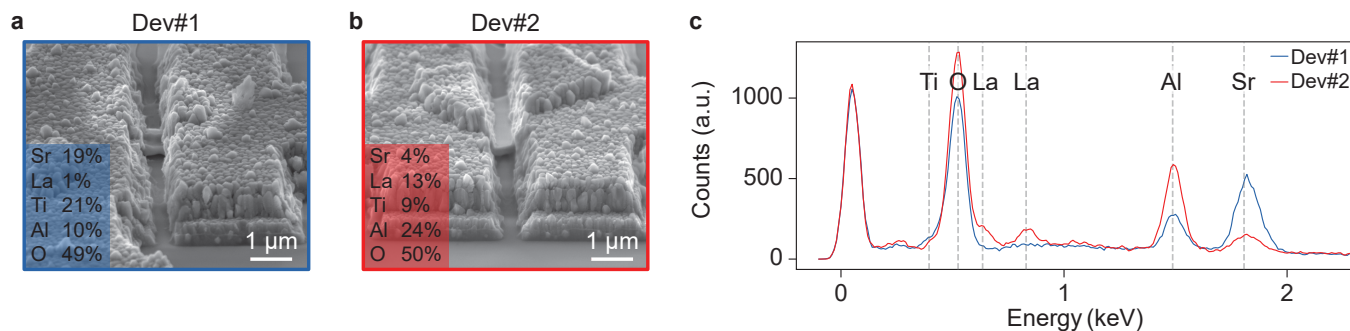 a
Dev#1
Sr 19%
La 1%
Ti 21%
Al 10%
O 49%
1 µm
b
Dev#2
Sr 4%
La 13%
Ti 9%
Al 24%
O 50%
1 µm
c
Counts (a.u.)
1000
500
0
Ti O La La Al Sr
Dev#1
Dev#2
0 1 2
Energy (keV)